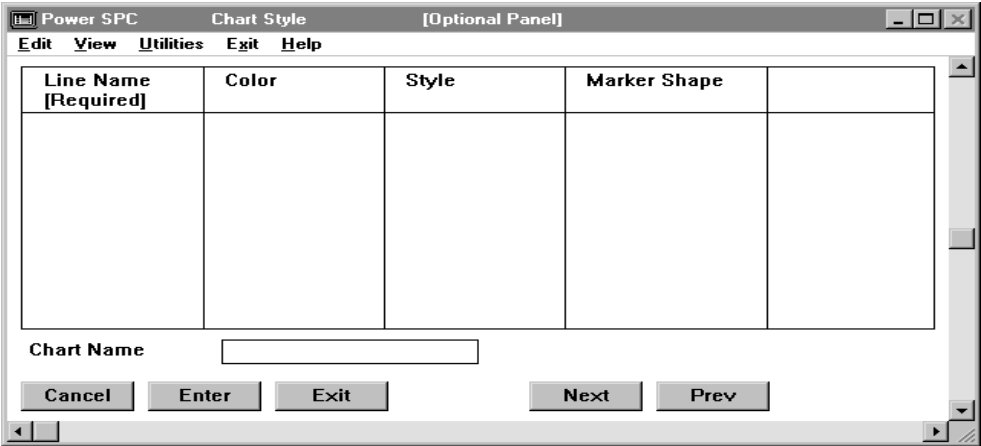 Power SPC Chart Style [Optional Panel]
Edit View Utilities Exit Help
Line Name Color Style Marker Shape
[Required]
Chart Name
Cancel Enter Exit Next Prev